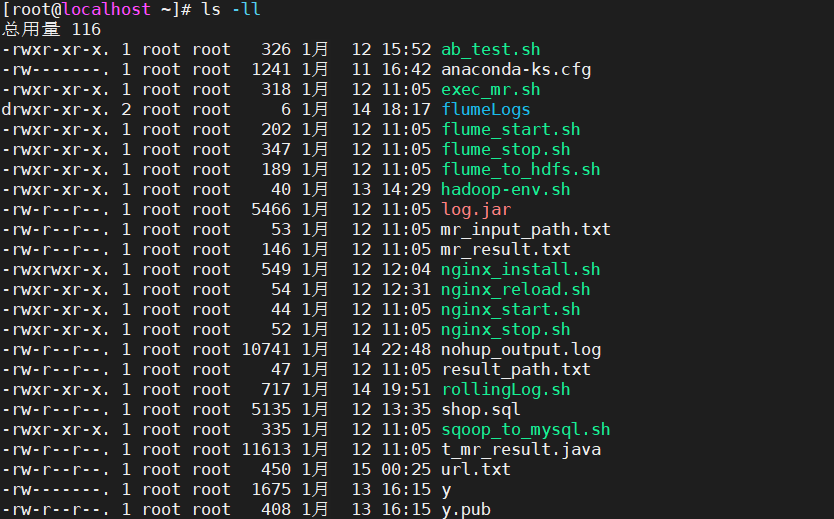 [root@localhost ~]# ls -ll
总用量 116
-rwxr-xr-x. 1 root root   326 1月  12 15:52 ab_test.sh
-rw-------. 1 root root  1241 1月  11 16:42 anaconda-ks.cfg
-rwxr-xr-x. 1 root root   318 1月  12 11:05 exec_mr.sh
drwxr-xr-x. 2 root root     6 1月  14 18:17 flumeLogs
-rwxr-xr-x. 1 root root   202 1月  12 11:05 flume_start.sh
-rwxr-xr-x. 1 root root   347 1月  12 11:05 flume_stop.sh
-rwxr-xr-x. 1 root root   189 1月  12 11:05 flume_to_hdfs.sh
-rwxr-xr-x. 1 root root    40 1月  13 14:29 hadoop-env.sh
-rw-r--r--. 1 root root  5466 1月  12 11:05 log.jar
-rw-r--r--. 1 root root    53 1月  12 11:05 mr_input_path.txt
-rw-r--r--. 1 root root   146 1月  12 11:05 mr_result.txt
-rwxrwxr-x. 1 root root   549 1月  12 12:04 nginx_install.sh
-rwxr-xr-x. 1 root root    54 1月  12 12:31 nginx_reload.sh
-rwxr-xr-x. 1 root root    44 1月  12 11:05 nginx_start.sh
-rwxr-xr-x. 1 root root    52 1月  12 11:05 nginx_stop.sh
-rw-r--r--. 1 root root 10741 1月  14 22:48 nohup_output.log
-rw-r--r--. 1 root root    47 1月  12 11:05 result_path.txt
-rwxr-xr-x. 1 root root   717 1月  14 19:51 rollingLog.sh
-rw-r--r--. 1 root root  5135 1月  12 13:35 shop.sql
-rwxr-xr-x. 1 root root   335 1月  12 11:05 sqoop_to_mysql.sh
-rw-r--r--. 1 root root 11613 1月  12 11:05 t_mr_result.java
-rw-r--r--. 1 root root   450 1月  15 00:25 url.txt
-rw-------. 1 root root  1675 1月  13 16:15 y
-rw-r--r--. 1 root root   408 1月  13 16:15 y.pub